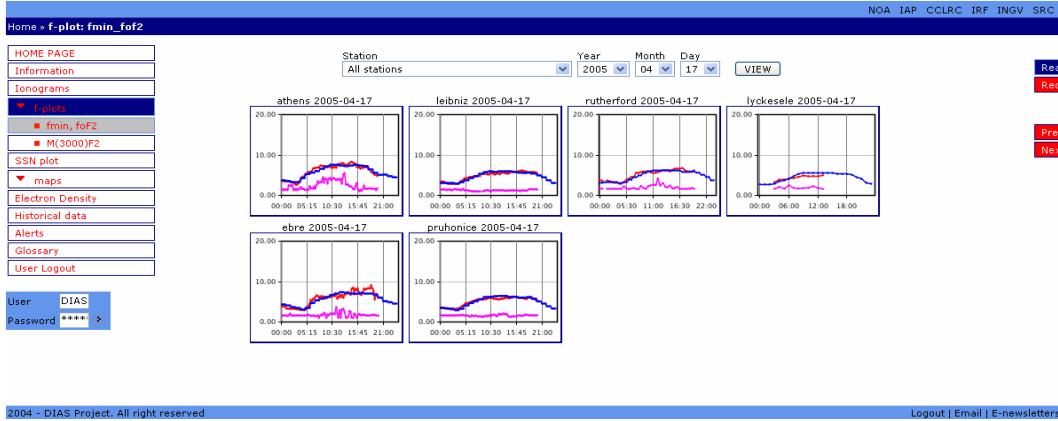 NOA IAP CCLRC IRF INGV SRC
Home » f-plot: fmin_fof2
HOME PAGE
Information
Ionograms
f-plots
fmin, foF2
M(3000)F2
SSN plot
maps
Electron Density
Historical data
Alerts
Glossary
User Logout
User DIAS
Password ****
Station Year Month Day
All stations 2005 04 17 VIEW
Rea
Rec
Pre
Nex
athens 2005-04-17
20.00
10.00
0.00
00:00 05:15 10:30 15:45 21:00
leibniz 2005-04-17
20.00
10.00
0.00
00:00 05:15 10:30 15:45 21:00
rutherford 2005-04-17
20.00
10.00
0.00
00:00 05:30 11:00 16:30 22:00
lyckesele 2005-04-17
20.00
10.00
0.00
00:00 06:00 12:00 18:00
ebre 2005-04-17
20.00
10.00
0.00
00:00 05:15 10:30 15:45 21:00
pruhonice 2005-04-17
20.00
10.00
0.00
00:00 05:15 10:30 15:45 21:00
2004 - DIAS Project. All right reserved
Logout | Email | E-newsletters